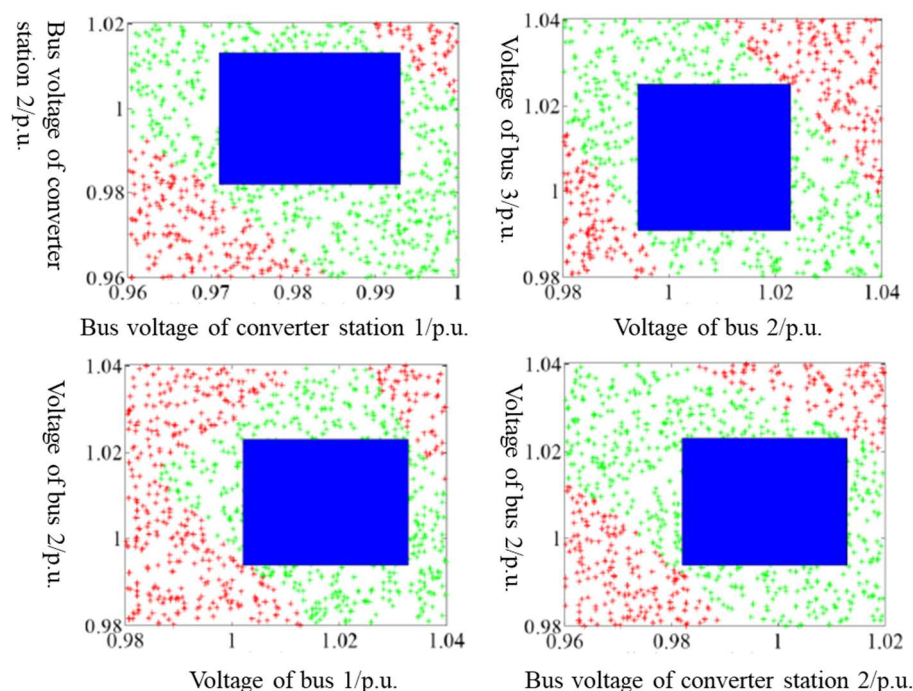 Bus voltage of converter
station 2/p.u.
1.02
1
0.98
0.96
0.96 0.97 0.98 0.99 1
Bus voltage of converter station 1/p.u.
Voltage of bus 3/p.u.
1.04
1.02
1
0.98
0.98 1 1.02 1.04
Voltage of bus 2/p.u.
Voltage of bus 2/p.u.
1.04
1.02
1
0.98
0.98 1 1.02 1.04
Voltage of bus 1/p.u.
Voltage of bus 2/p.u.
1.04
1.02
1
0.98
0.96 0.98 1 1.02
Bus voltage of converter station 2/p.u.